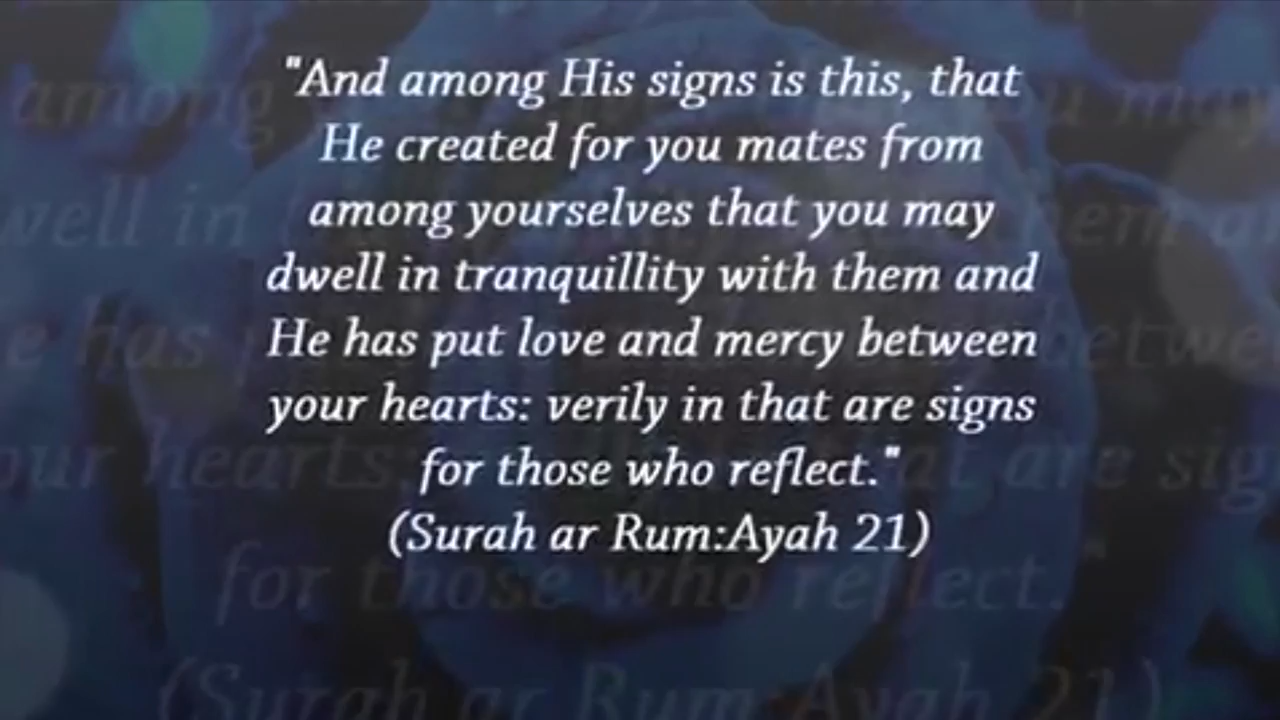 "And among His signs is this, that
He created for you mates from
among yourselves that you may
dwell in tranquillity with them and
He has put love and mercy between
your hearts: verily in that are signs
for those who reflect."
(Surah ar Rum:Ayah 21)